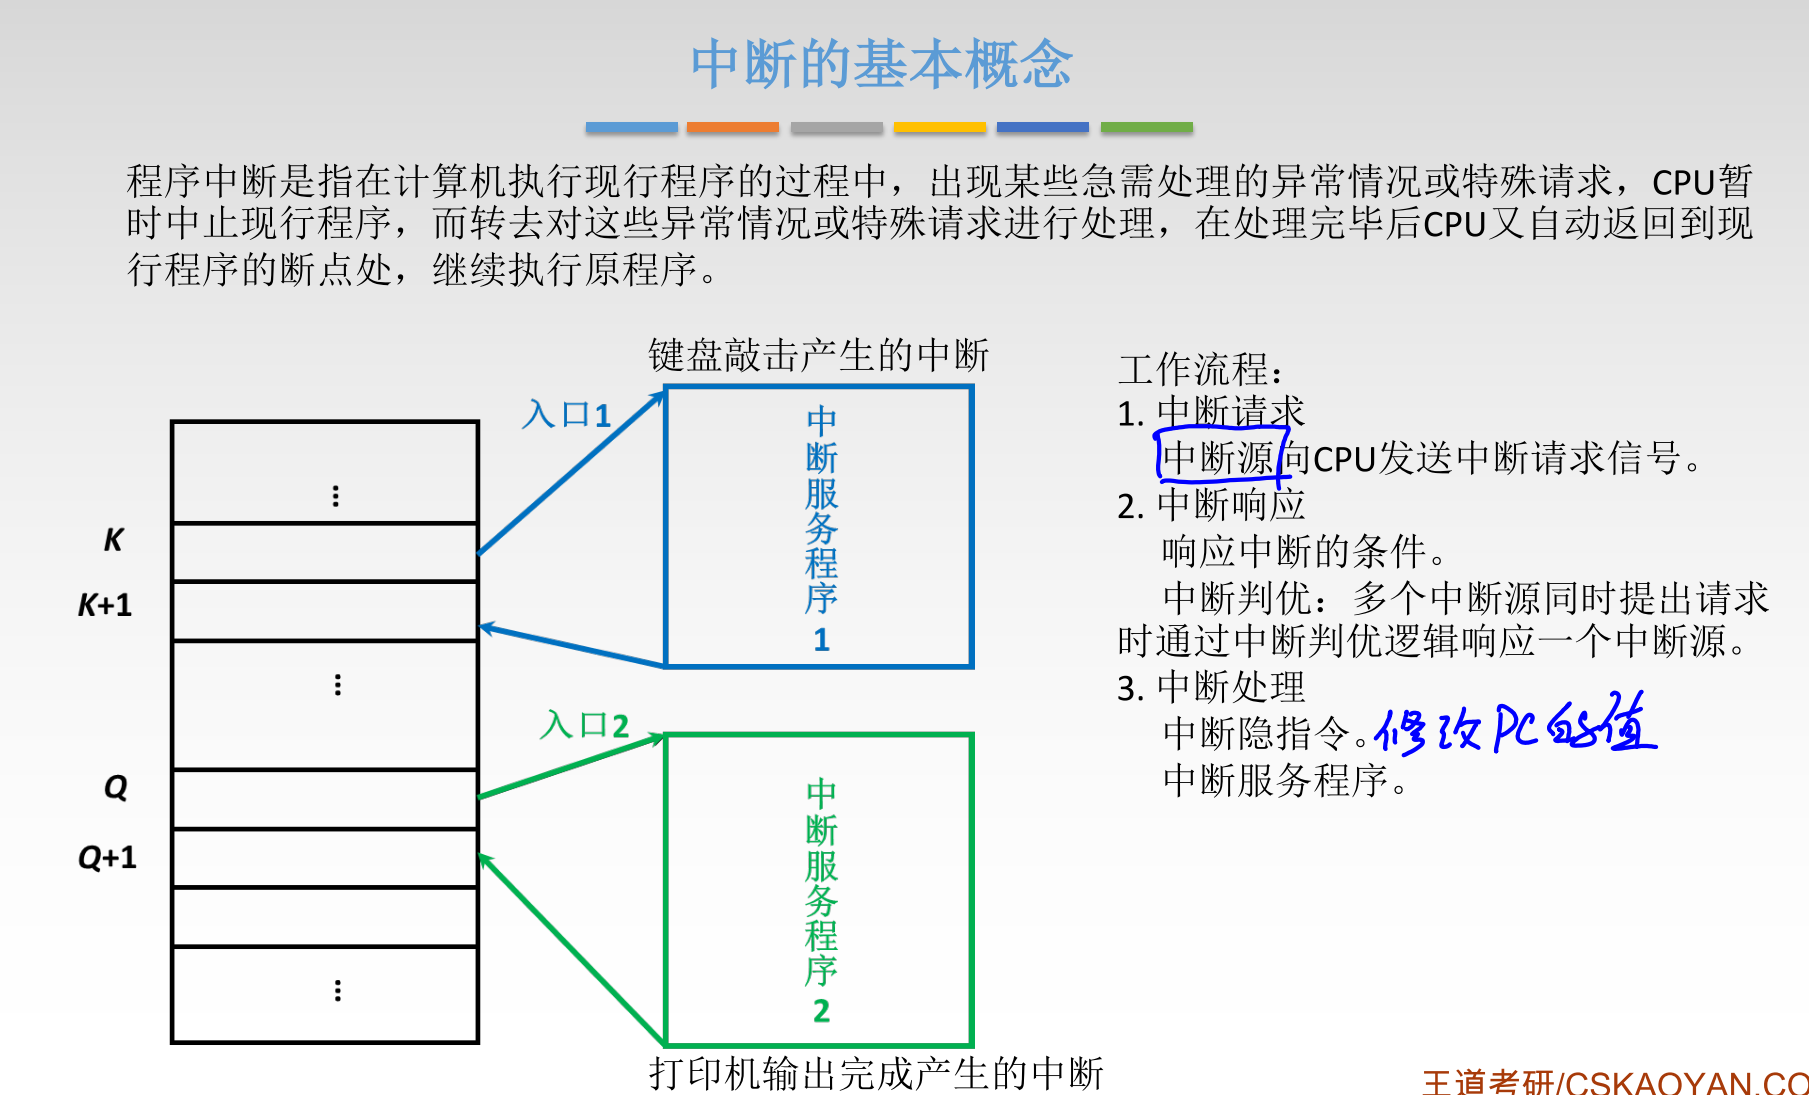 中断的基本概念
程序中断是指在计算机执行现行程序的过程中，出现某些急需处理的异常情况或特殊请求，CPU暂
时中止现行程序，而转去对这些异常情况或特殊请求进行处理，在处理完毕后CPU又自动返回到现
行程序的断点处，继续执行原程序。
键盘敲击产生的中断
入口1
中断服务程序1
K
K+1
Q
Q+1
入口2
中断服务程序2
打印机输出完成产生的中断
工作流程：
1. 中断请求
中断源向CPU发送中断请求信号。
2. 中断响应
响应中断的条件。
中断判优：多个中断源同时提出请求
时通过中断判优逻辑响应一个中断源。
3. 中断处理
中断隐指令。修改PC的值
中断服务程序。
王道考研/CSKAOYAN.CO